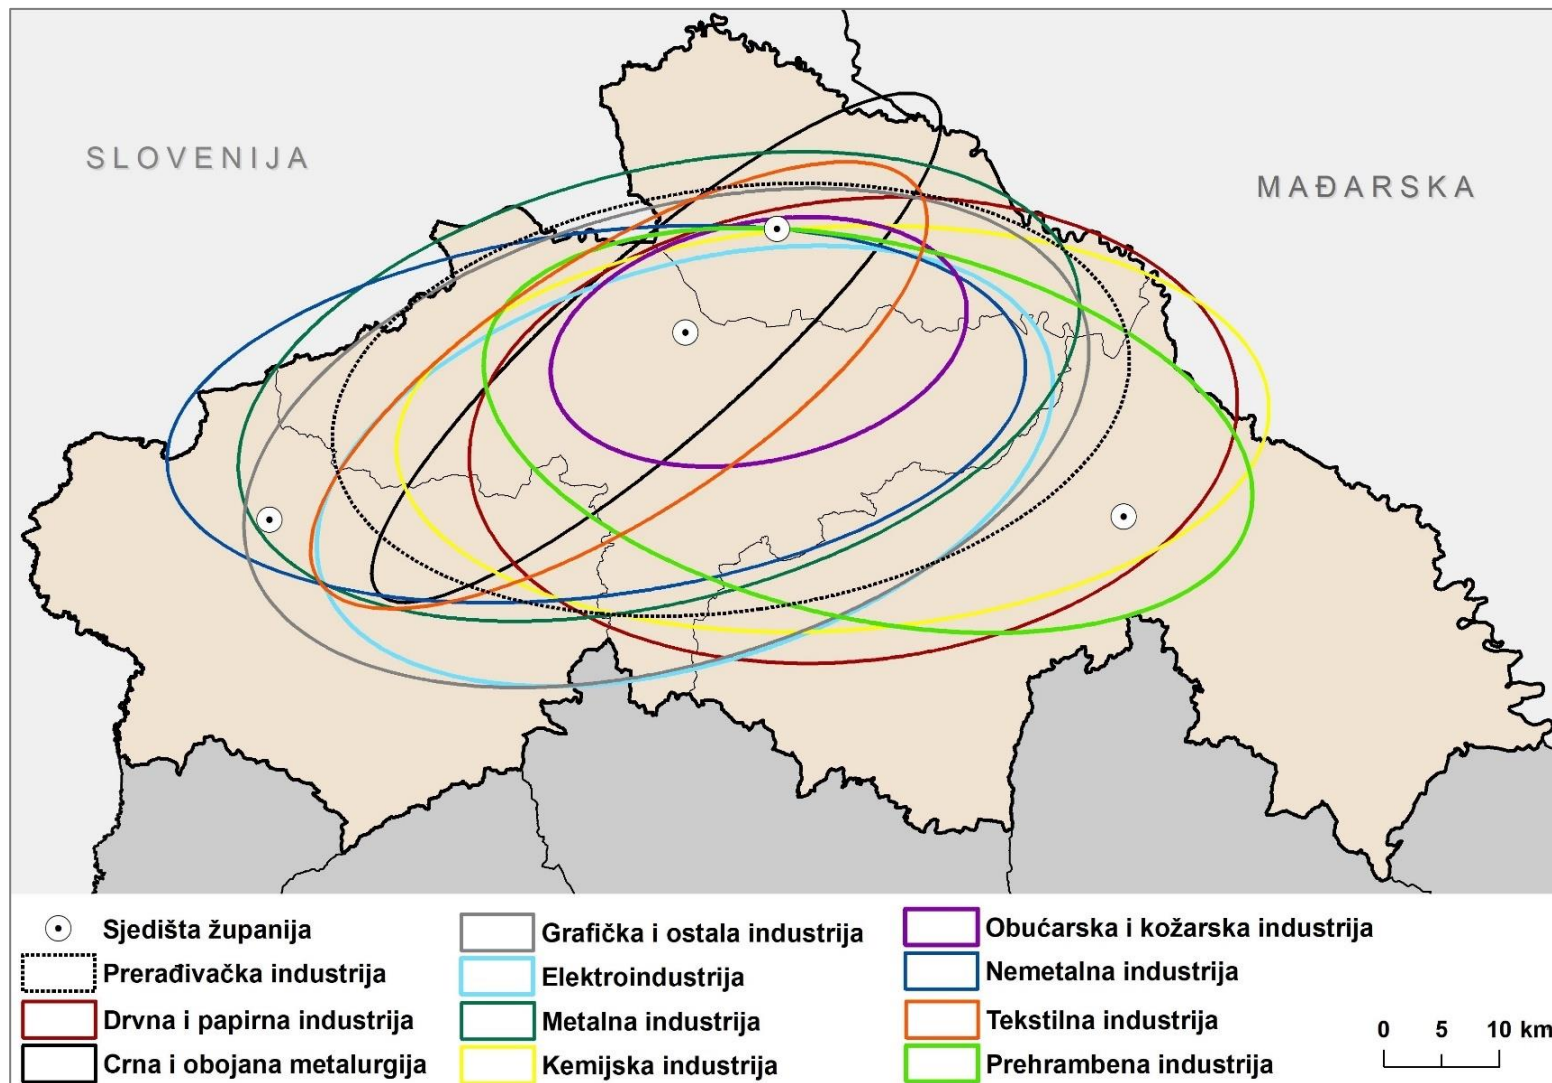 SLOVENIJA
MAĐARSKA
Sjedišta županija
Prerađivačka industrija
Drvna i papirna industrija
Crna i obojana metalurgija
Grafička i ostala industrija
Elektroindustrija
Metalna industrija
Kemijska industrija
Obućarska i kožarska industrija
Nemetalna industrija
Tekstilna industrija
Prehrambena industrija
0 5 10 km